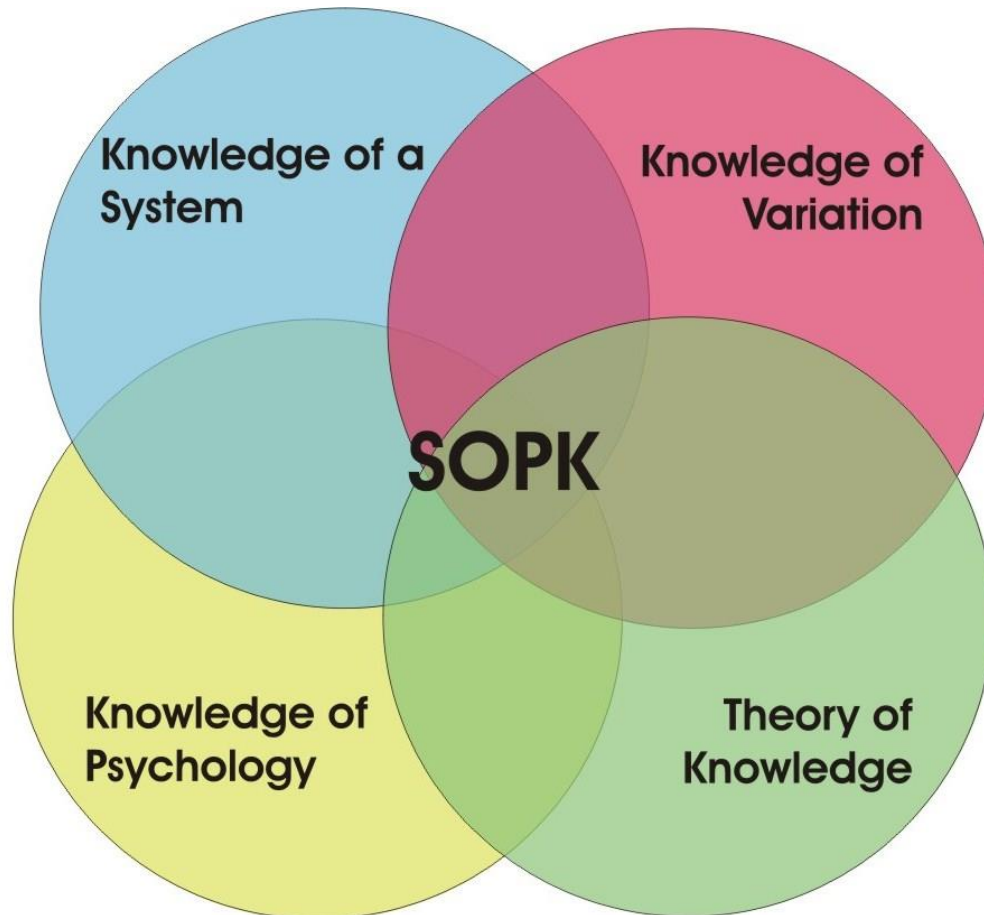 Knowledge of a
System
Knowledge of
Variation
SOPK
Knowledge of
Psychology
Theory of
Knowledge